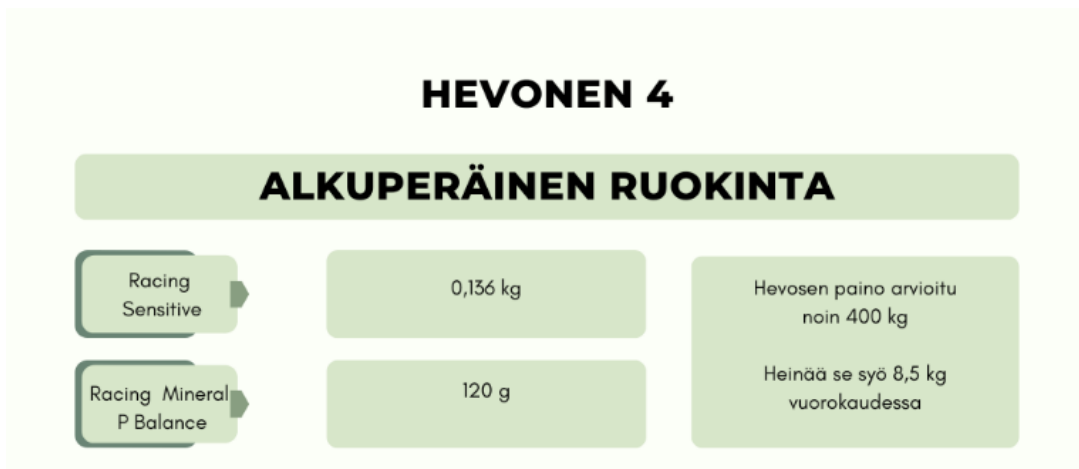 HEVONEN 4
ALKUPERÄINEN RUOKINTA
Racing
Sensitive
0,136 kg
Hevosen paino arvioitu
noin 400 kg
Heinää se syö 8,5 kg
vuorokaudessa
Racing Mineral
P Balance
120 g